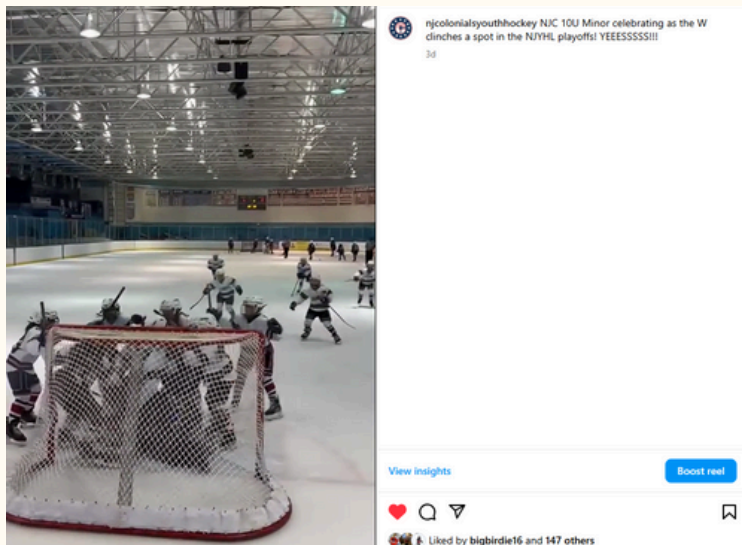 njcolonialsyouthhockey NJC 10U Minor celebrating as the W
clinches a spot in the NJYHL playoffs! YEEESSSSS!!!
3d
View insights
Boost reel
Liked by bigbirdie16 and 147 others